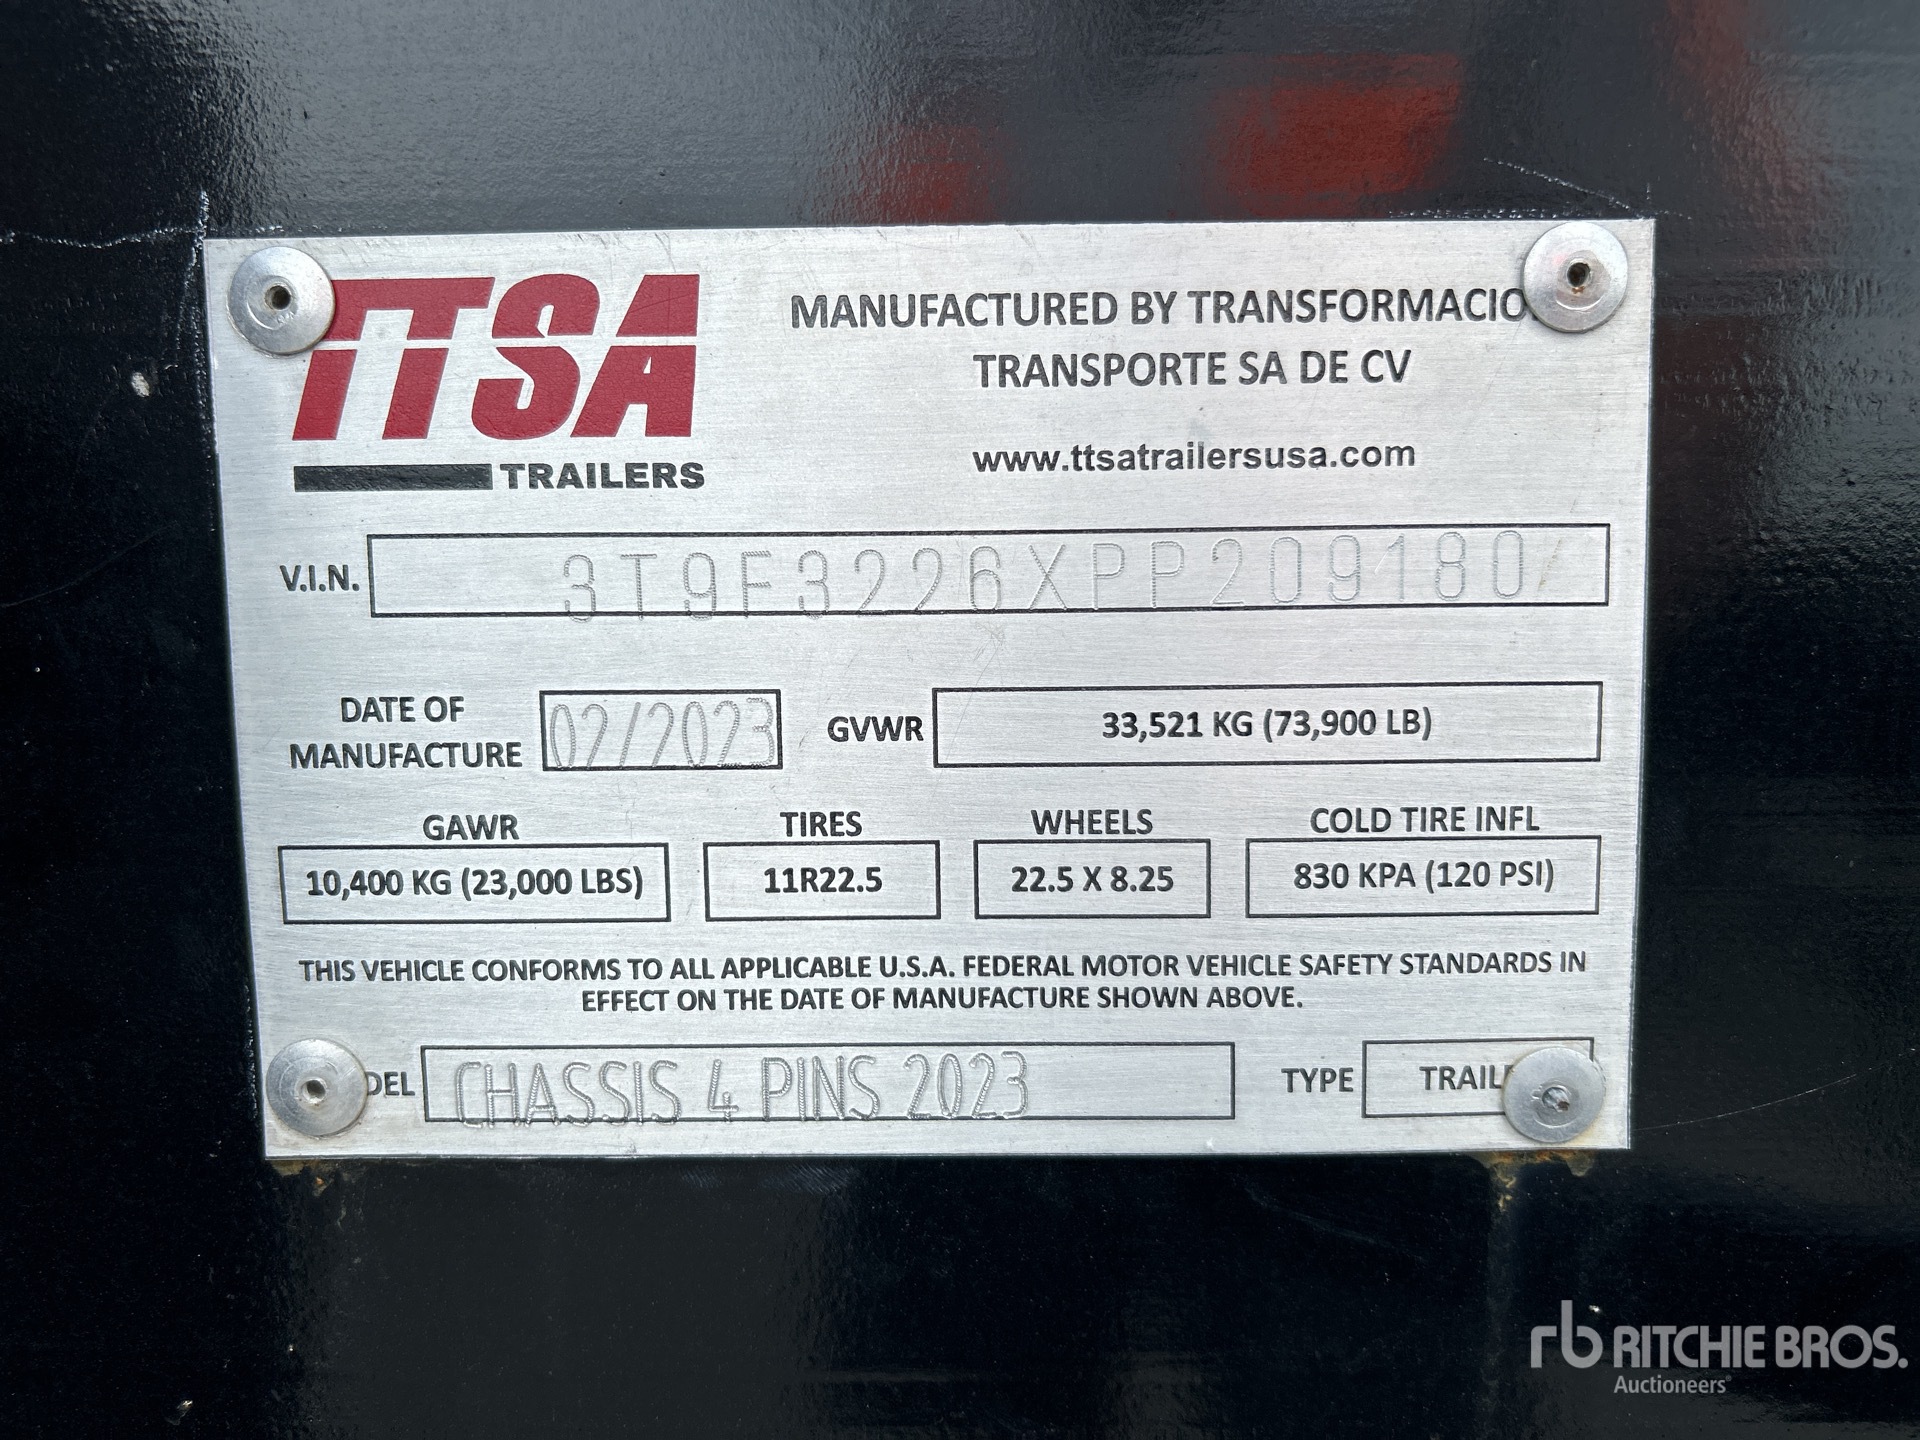 TTSA
TRAILERS
MANUFACTURED BY TRANSFORMACIO
TRANSPORTE SA DE CV
www.ttsatrailersusa.com
V.I.N. 3T9F3226XPP209180
DATE OF MANUFACTURE 02/2023 GVWR 33,521 KG (73,900 LB)
GAWR TIRES WHEELS COLD TIRE INFL
10,400 KG (23,000 LBS) 11R22.5 22.5 X 8.25 830 KPA (120 PSI)
THIS VEHICLE CONFORMS TO ALL APPLICABLE U.S.A. FEDERAL MOTOR VEHICLE SAFETY STANDARDS IN
EFFECT ON THE DATE OF MANUFACTURE SHOWN ABOVE.
DEL CHASSIS 4 PINS 2023 TYPE TRAIL
rb RITCHIE BROS.
Auctioneers